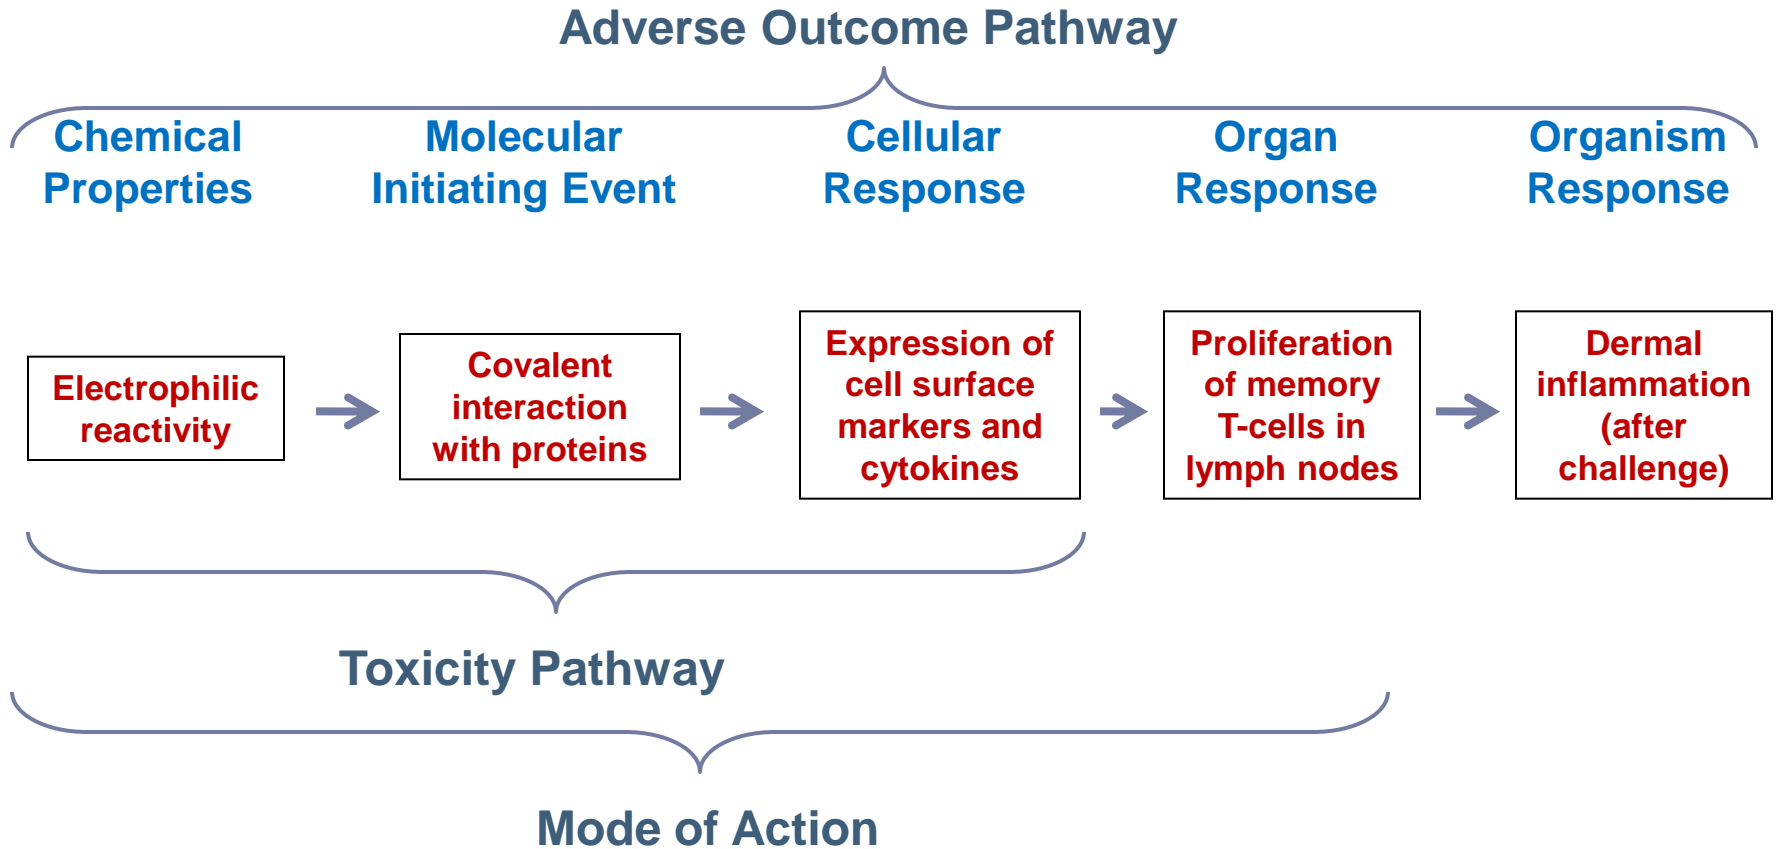 Adverse Outcome Pathway
Chemical
Properties
Molecular
Initiating Event
Cellular
Response
Organ
Response
Organism
Response
Electrophilic
reactivity
Covalent
interaction
with proteins
Expression of
cell surface
markers and
cytokines
Proliferation
of memory
T-cells in
lymph nodes
Dermal
inflammation
(after
challenge)
Toxicity Pathway
Mode of Action